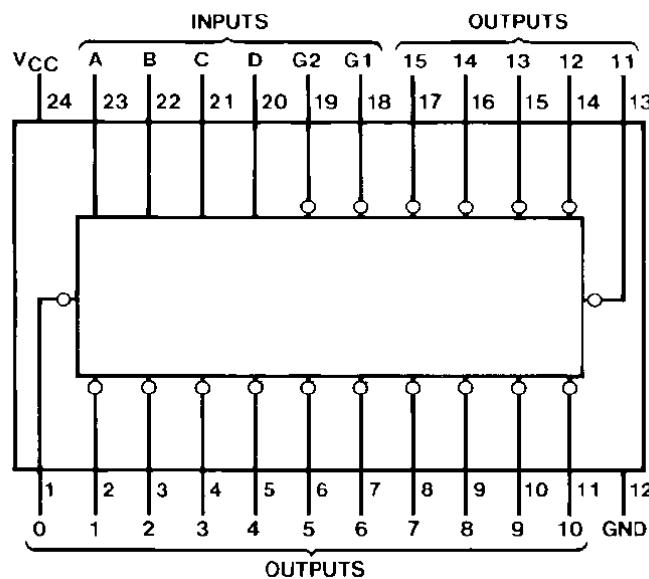 INPUTS OUTPUTS
VCC A B C D G2 G1 15 14 13 12 11
24 23 22 21 20 19 18 17 16 15 14 13
1 2 3 4 5 6 7 8 9 10 11 12
0 1 2 3 4 5 6 7 8 9 10 GND
OUTPUTS